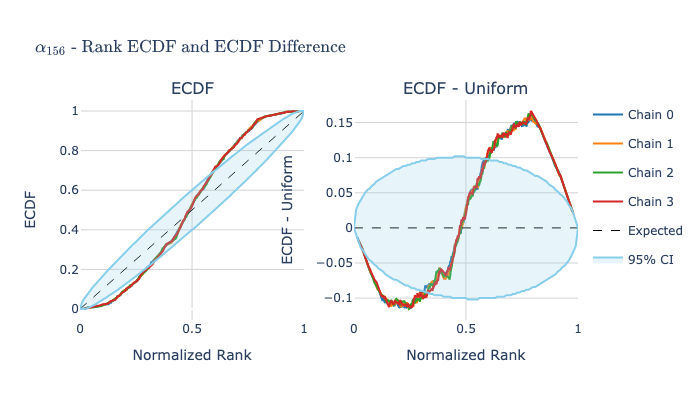 α₁₅₆ - Rank ECDF and ECDF Difference
ECDF
ECDF - Uniform
ECDF
1
0.8
0.6
0.4
0.2
0
0
0.5
1
Normalized Rank
ECDF - Uniform
0.15
0.1
0.05
0
−0.05
−0.1
0
0.5
1
Normalized Rank
Chain 0
Chain 1
Chain 2
Chain 3
Expected
95% CI